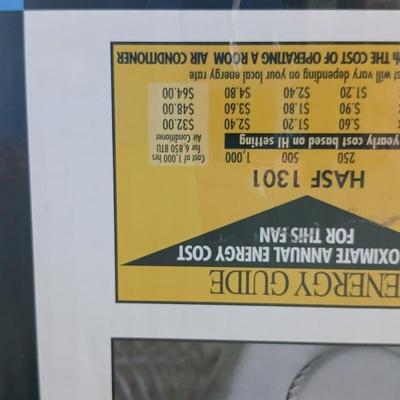 ENERGY GUIDE
OXIMATE ANNUAL ENERGY COST
FOR THIS FAN
HASF 1301
250 500 1,000
Cost of 1,000 hrs
for 6,850 BTU
Air Conditioner
yearly cost based on HI setting
$.60 $1.20 $2.40 $32.00
$.90 $1.80 $3.60 $48.00
$1.20 $2.40 $4.80 $64.00
st will vary depending on your local energy rate
THE COST OF OPERATING A ROOM AIR CONDITIONER